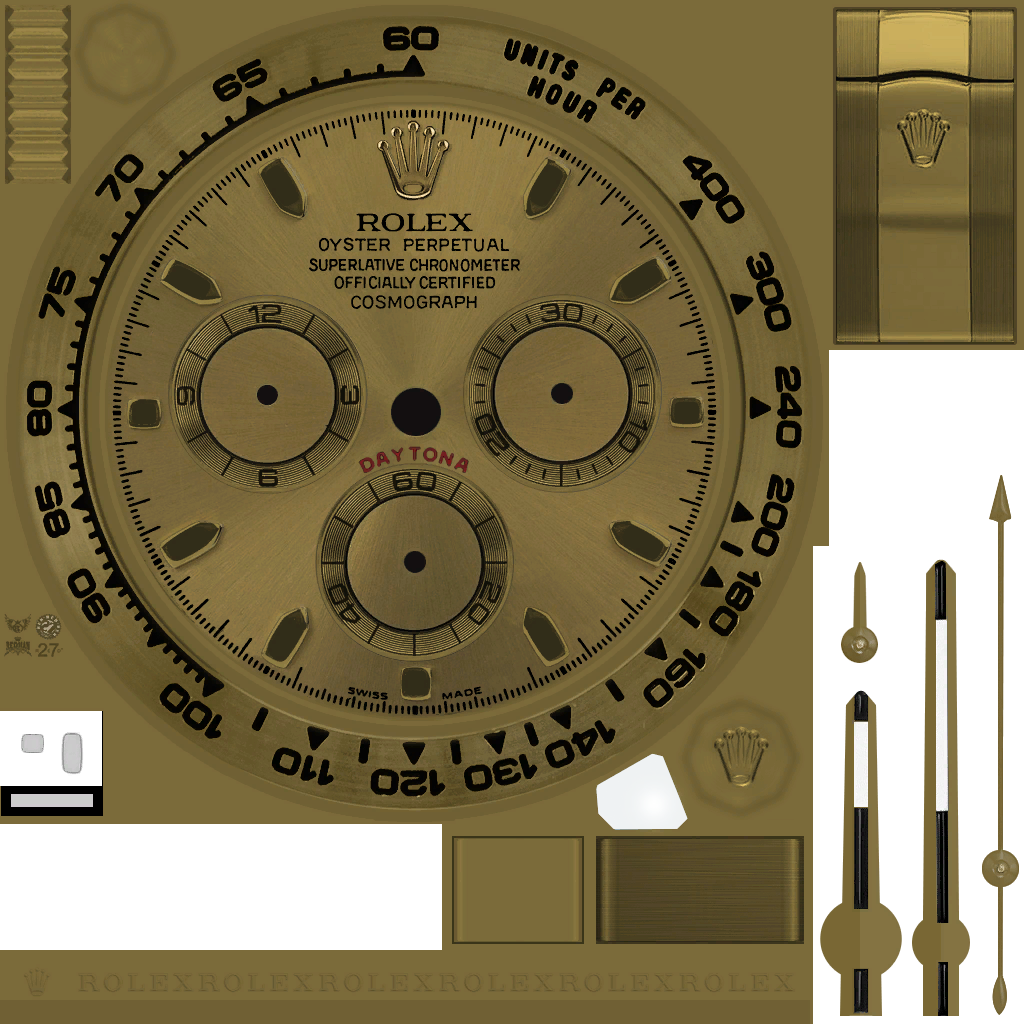 60
UNITS PER
HOUR
65
70
400
75
300
80
240
85
200
90
180
160
100
140
110
120
130
ROLEX
OYSTER PERPETUAL
SUPERLATIVE CHRONOMETER
OFFICIALLY CERTIFIED
COSMOGRAPH
12
3
6
9
30
10
20
DAYTONA
60
20
40
SWISS MADE
27
ROLEXROLEXROLEXROLEXROLEXROLEX